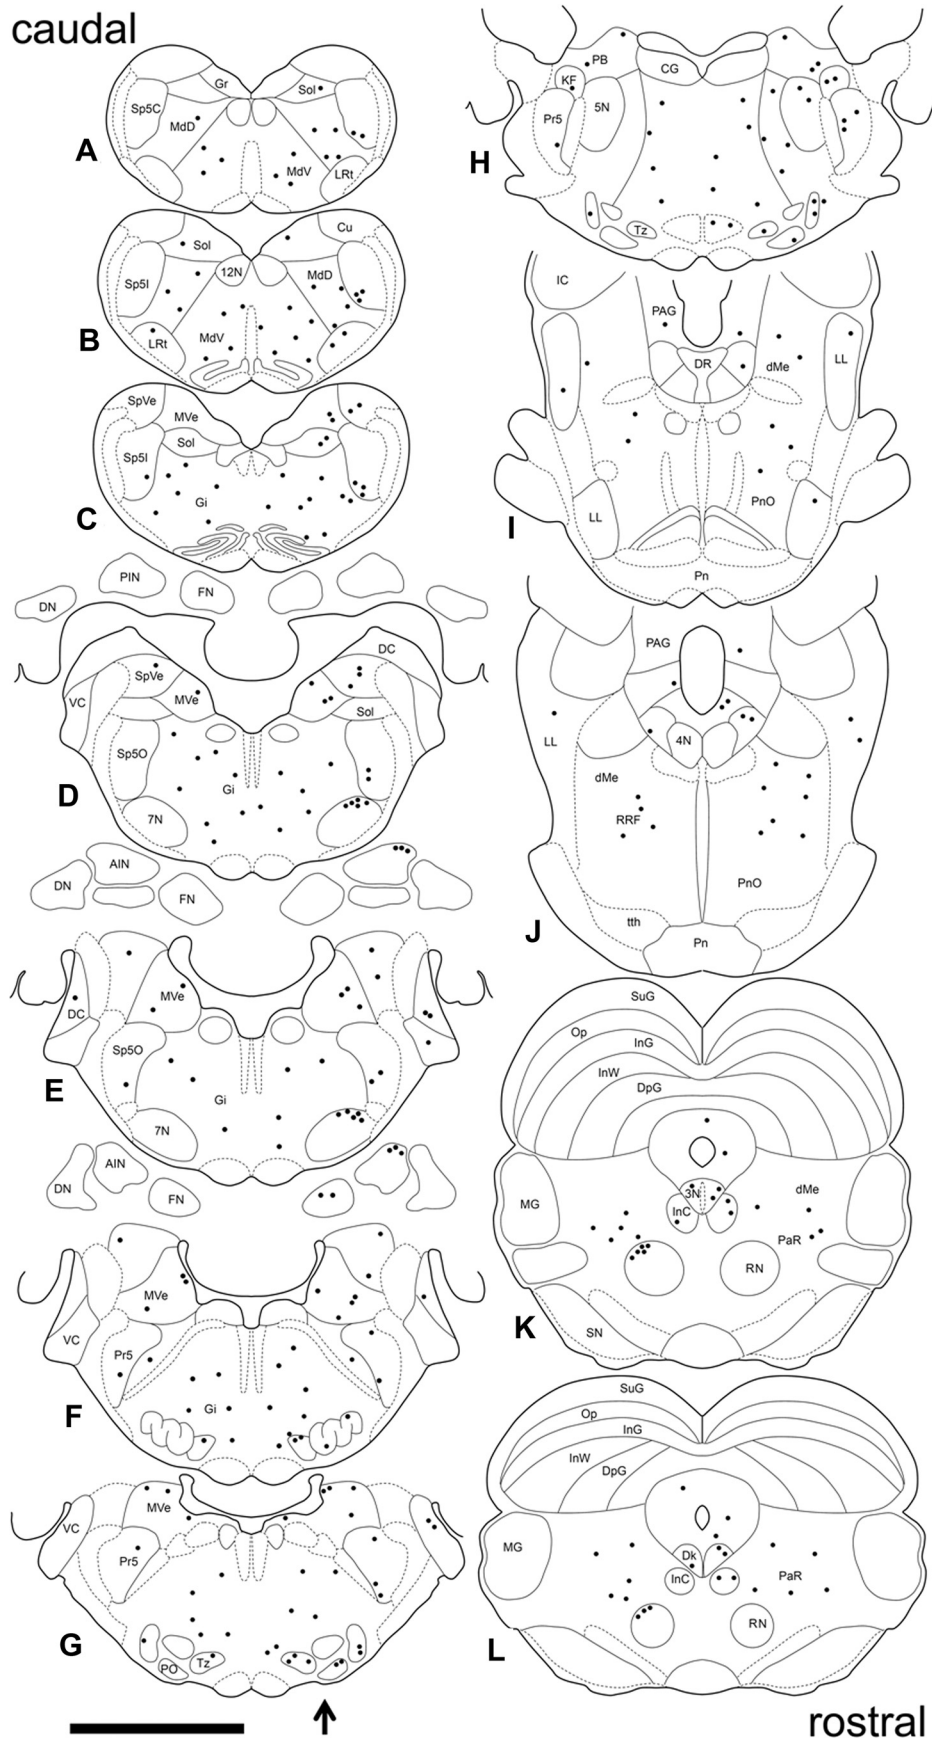 caudal
Gr
Sol
Sp5C
MdD
A
MdV
LRt
Sol
Cu
12N
MdD
Sp5I
B
LRt
MdV
SpVe
MVe
Sol
Sp5I
Gi
C
PIN
FN
DN
DC
SpVe
MVe
VC
Sol
Sp5O
Gi
D
7N
AIN
DN
FN
MVe
DC
Sp5O
E
Gi
7N
AIN
DN
FN
MVe
VC
Pr5
F
Gi
MVe
VC
Pr5
G
PO
Tz
PB
CG
KF
5N
Pr5
H
Tz
IC
PAG
DR
dMe
LL
PnO
LL
I
Pn
PAG
4N
LL
dMe
RRF
PnO
tth
J
Pn
SuG
Op
InG
InW
DpG
3N
dMe
MG
InC
PaR
RN
K
SN
SuG
Op
InG
InW
DpG
MG
Dk
InC
PaR
RN
L
rostral